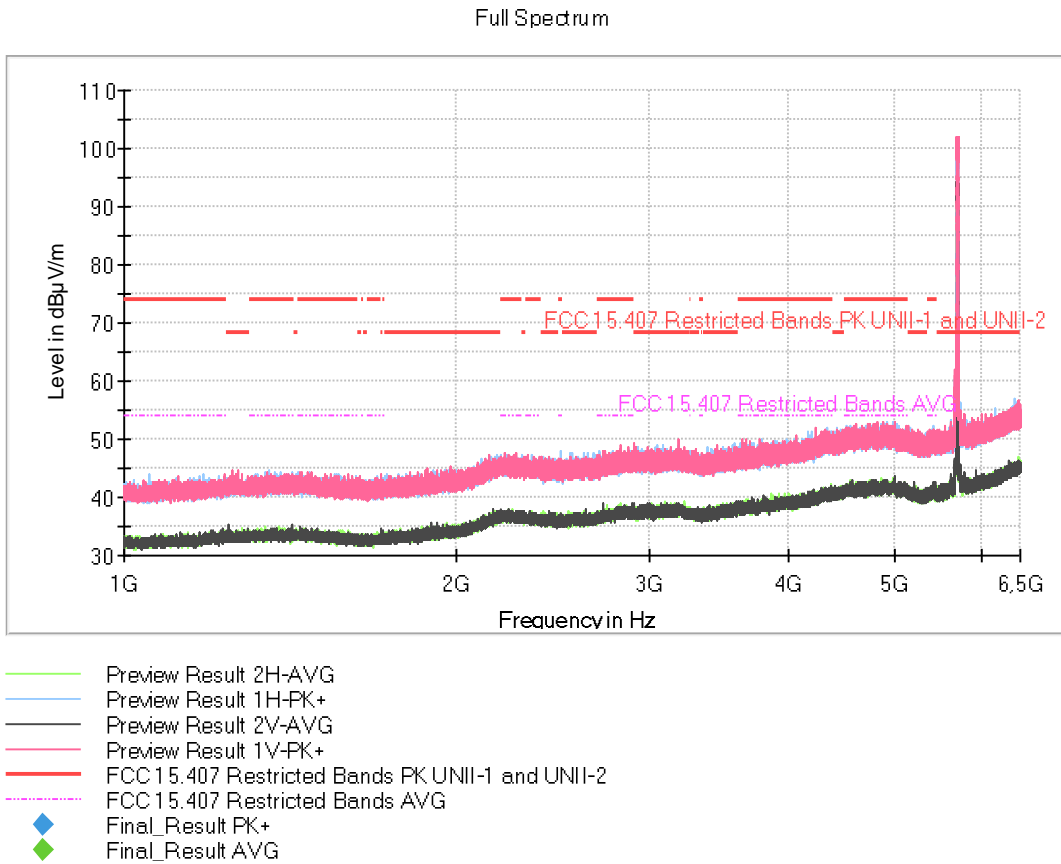 Full Spectrum
Level in dBµV/m
110
100
90
80
70
60
50
40
30
FCC 15.407 Restricted Bands PK UNII-1 and UNII-2
FCC 15.407 Restricted Bands AVG
1G 2G 3G 4G 5G 6,5G
Frequency in Hz
Preview Result 2H-AVG
Preview Result 1H-PK+
Preview Result 2V-AVG
Preview Result 1V-PK+
FCC 15.407 Restricted Bands PK UNII-1 and UNII-2
FCC 15.407 Restricted Bands AVG
Final_Result PK+
Final_Result AVG